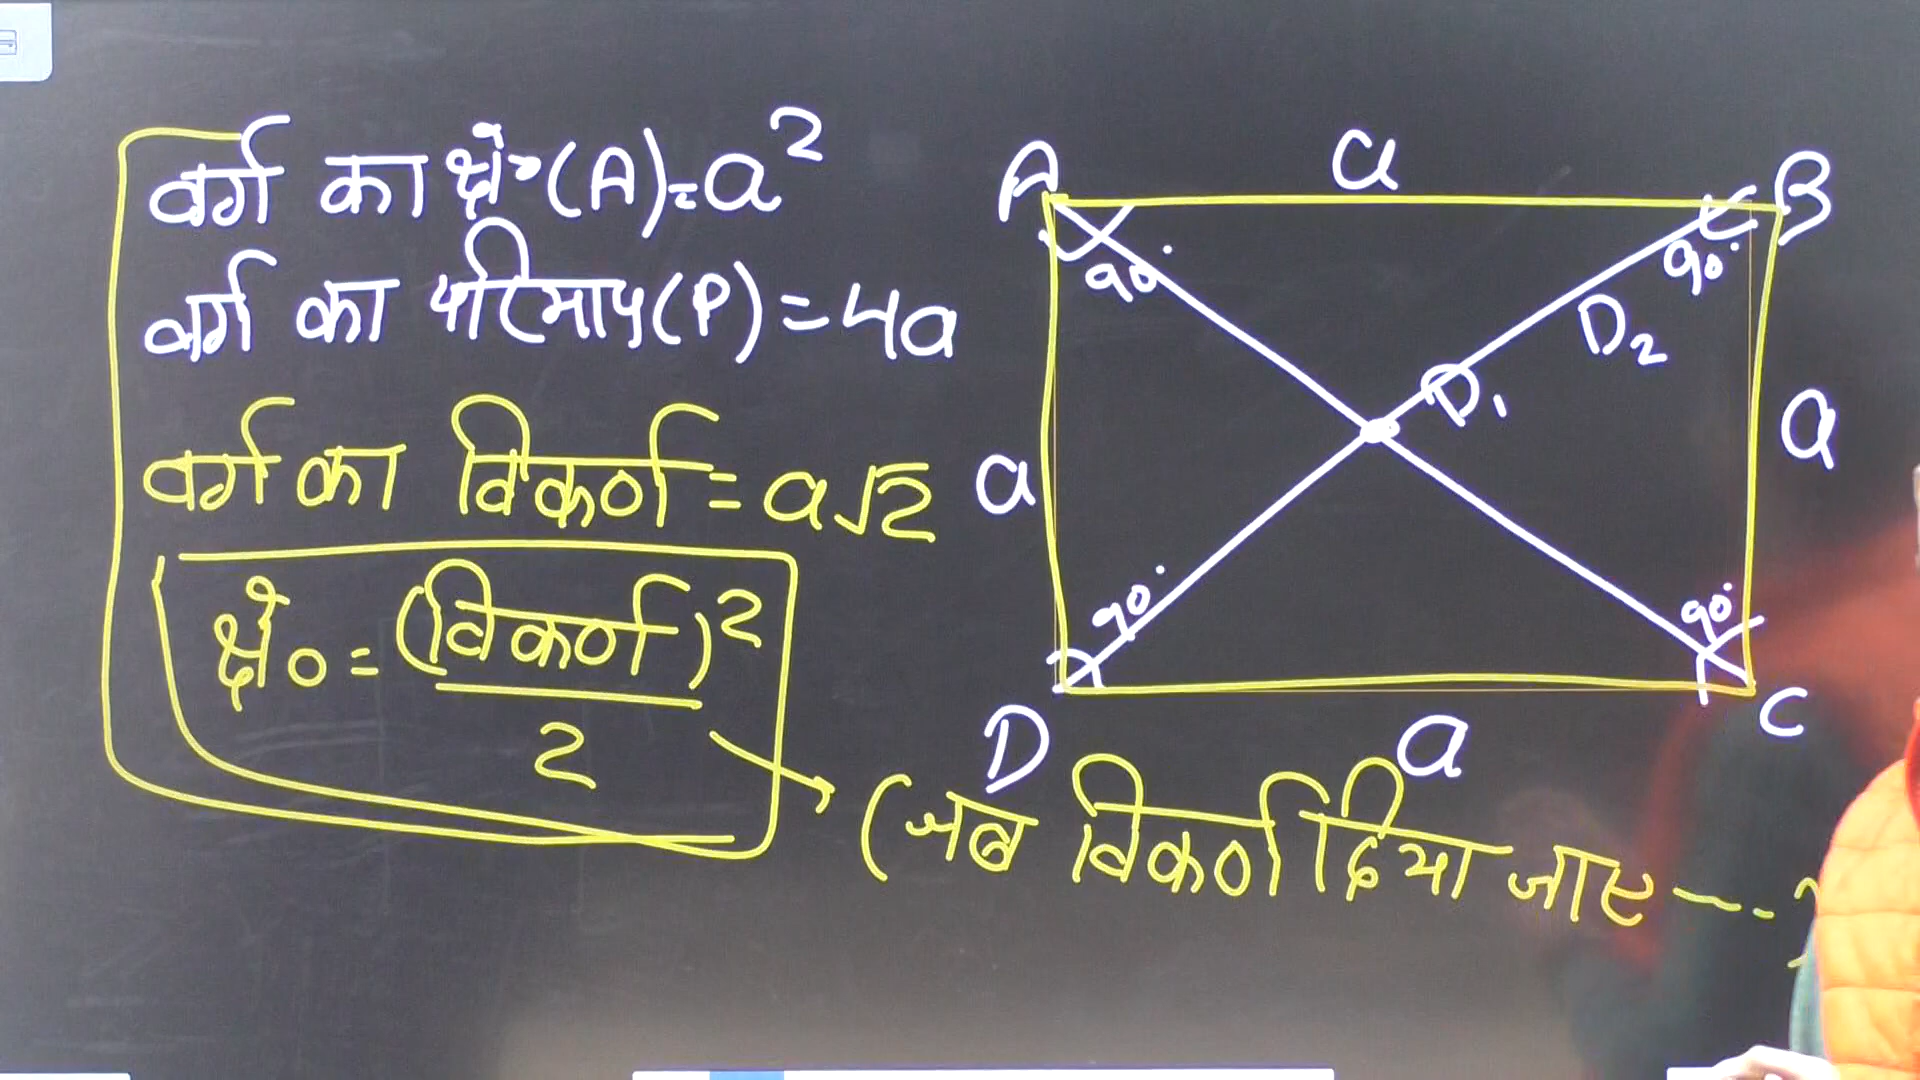 वर्ग का क्षे॰(A)=a²
वर्ग का परिमाप(P)=4a
वर्ग का विकर्ण=a√2
क्षे०=(विकर्ण)²/2
(जब विकर्ण दिया जाए---)
A a B
90° 90°
D₂
D₁
a a
90° 90°
D a C